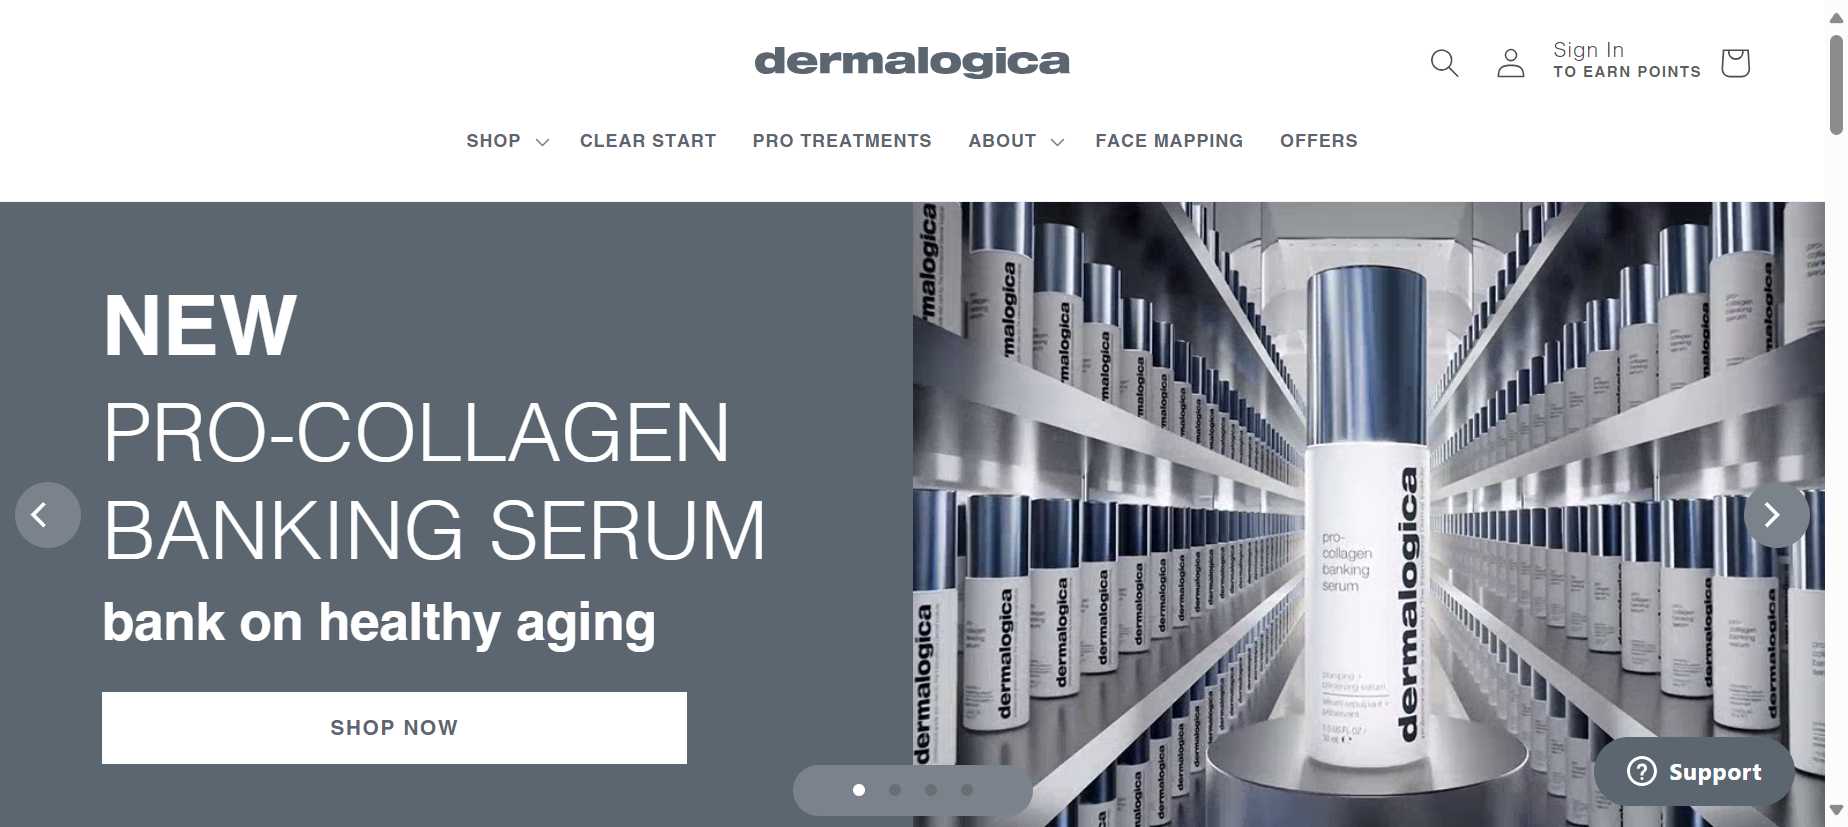 dermalogica
Sign In
TO EARN POINTS
SHOP
CLEAR START
PRO TREATMENTS
ABOUT
FACE MAPPING
OFFERS
NEW
PRO-COLLAGEN
BANKING SERUM
bank on healthy aging
SHOP NOW
pro-
collagen
banking
serum
dermalogica
Support